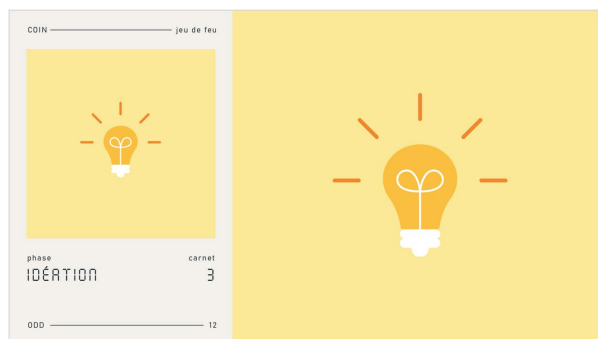 COIN jeu de feu
phase carnet
IDÉATION 3
ODD 12